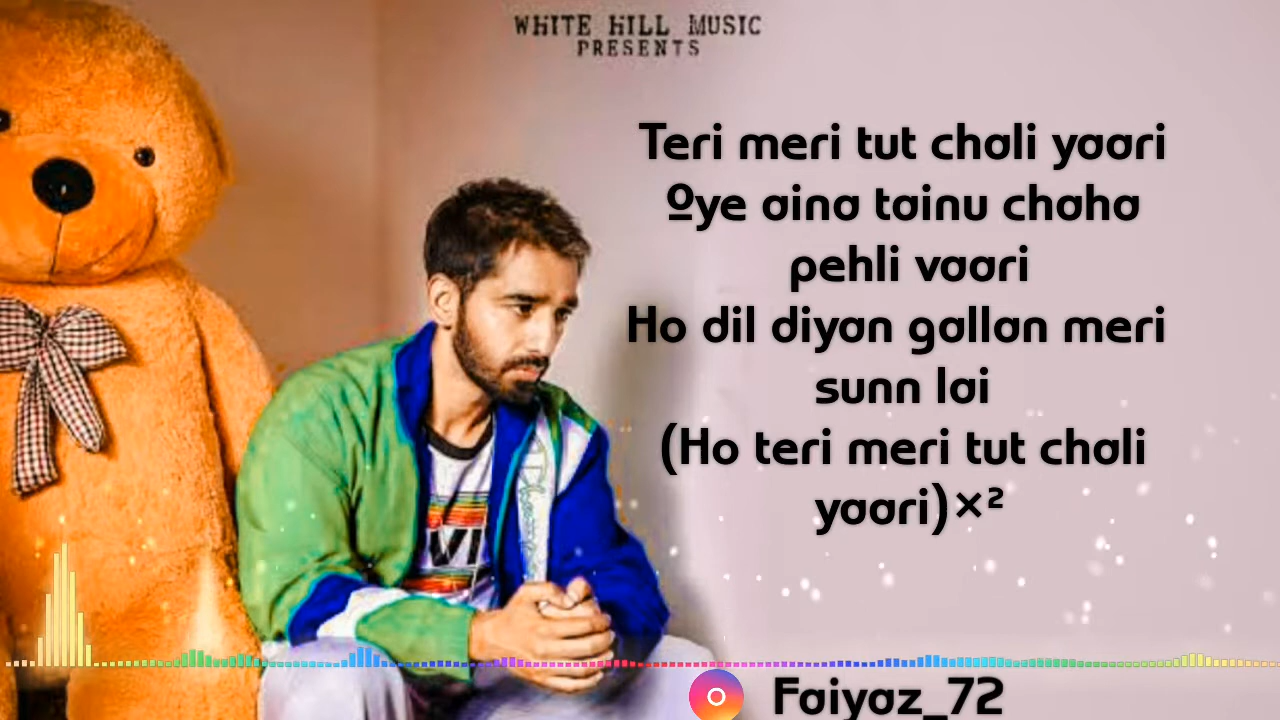 WHITE HILL MUSIC
PRESENTS
Teri meri tut chali yaari
Oye aina tainu chaha
pehli vaari
Ho dil diyan gallan meri
sunn lai
(Ho teri meri tut chali
yaari)×²
Faiyaz_72